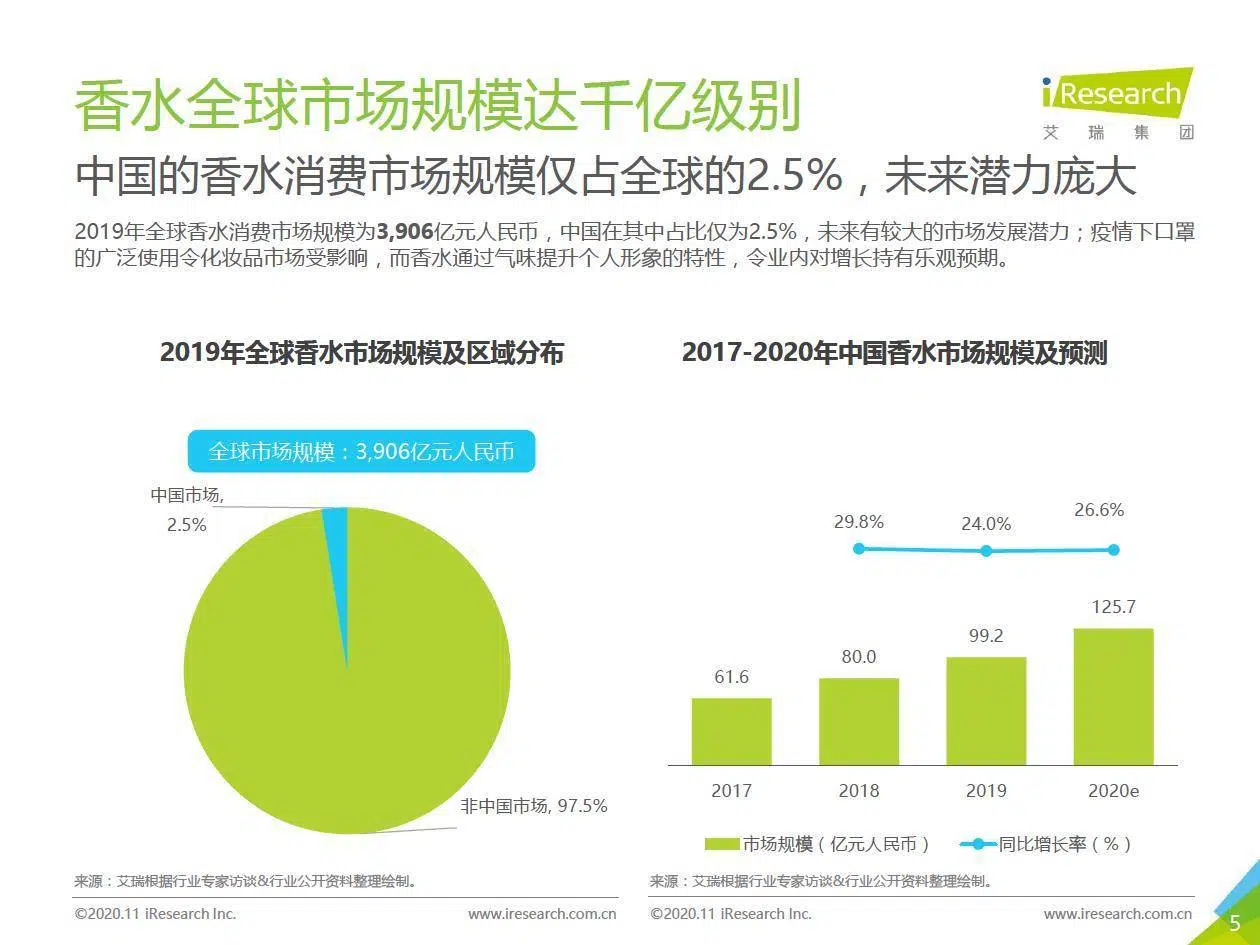 香水全球市场规模达千亿级别
iResearch
艾瑞集团
中国的香水消费市场规模仅占全球的2.5%，未来潜力庞大
2019年全球香水消费市场规模为3,906亿元人民币，中国在其中占比仅为2.5%，未来有较大的市场发展潜力；疫情下口罩
的广泛使用令化妆品市场受影响，而香水通过气味提升个人形象的特性，令业内对增长持有乐观预期。
2019年全球香水市场规模及区域分布
全球市场规模：3,906亿元人民币
中国市场,
2.5%
非中国市场, 97.5%
来源：艾瑞根据行业专家访谈&行业公开资料整理绘制。
©2020.11 iResearch Inc.
www.iresearch.com.cn
2017-2020年中国香水市场规模及预测
29.8%
24.0%
26.6%
61.6
80.0
99.2
125.7
2017
2018
2019
2020e
市场规模（亿元人民币）
同比增长率（%）
来源：艾瑞根据行业专家访谈&行业公开资料整理绘制。
©2020.11 iResearch Inc.
www.iresearch.com.cn
5